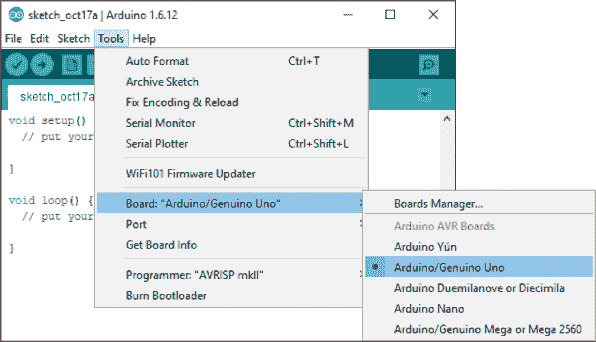 sketch_oct17a | Arduino 1.6.12
File Edit Sketch Tools Help
sketch_oct17a
void setup()
// put your
}
void loop() {
// put your
}
Auto Format Ctrl+T
Archive Sketch
Fix Encoding & Reload
Serial Monitor Ctrl+Shift+M
Serial Plotter Ctrl+Shift+L
WiFi101 Firmware Updater
Board: "Arduino/Genuino Uno"
Port
Get Board Info
Programmer: "AVRISP mkII"
Burn Bootloader
Boards Manager...
Arduino AVR Boards
Arduino Yún
Arduino/Genuino Uno
Arduino Duemilanove or Diecimila
Arduino Nano
Arduino/Genuino Mega or Mega 2560